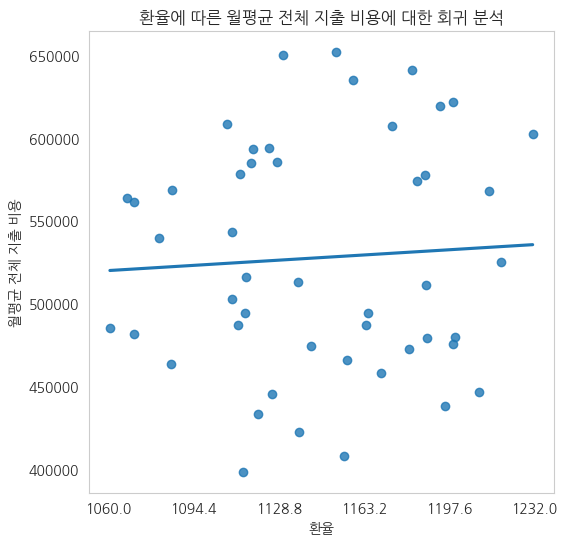 환율에 따른 월평균 전체 지출 비용에 대한 회귀 분석
650000
600000
550000
500000
450000
400000
월평균 전체 지출 비용
1060.0 1094.4 1128.8 1163.2 1197.6 1232.0
환율